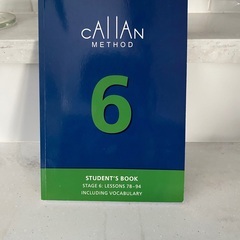 cAllAN
METHOD
6
STUDENT'S BOOK
STAGE 6: LESSONS 78–94
INCLUDING VOCABULARY